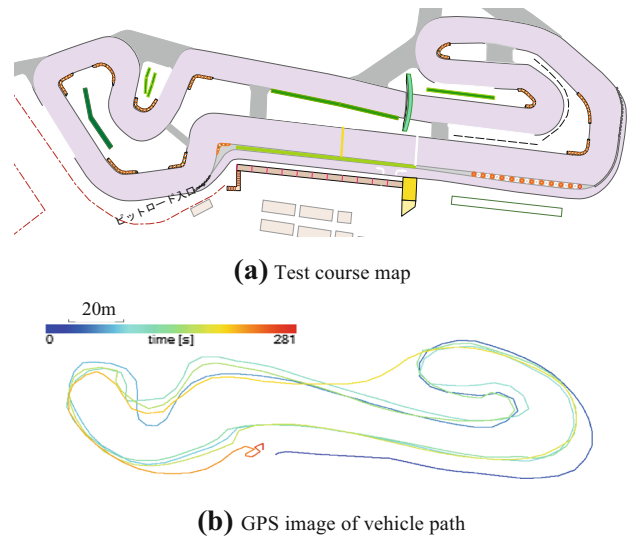 ピットロード入口
(a) Test course map
20m
0 time [s] 281
(b) GPS image of vehicle path